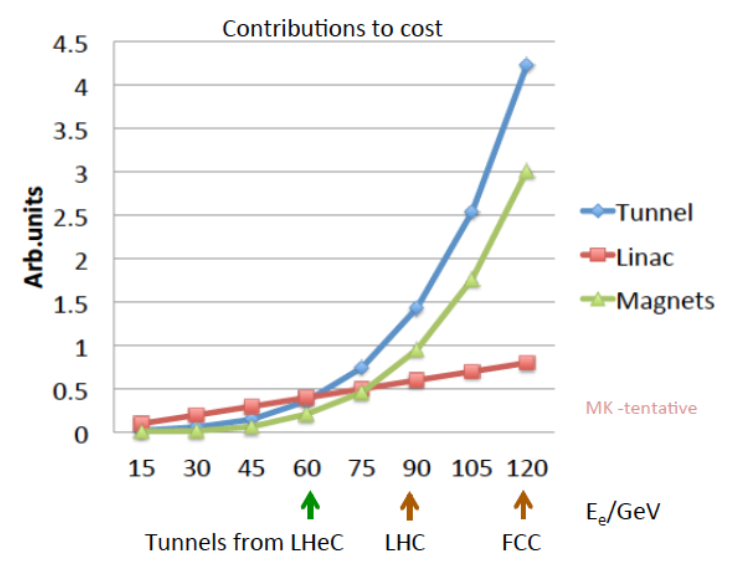 Contributions to cost
4.5
4
3.5
3
2.5
2
1.5
1
0.5
0
Arb.units
Tunnel
Linac
Magnets
MK -tentative
15 30 45 60 75 90 105 120
E_e/GeV
Tunnels from LHeC LHC FCC